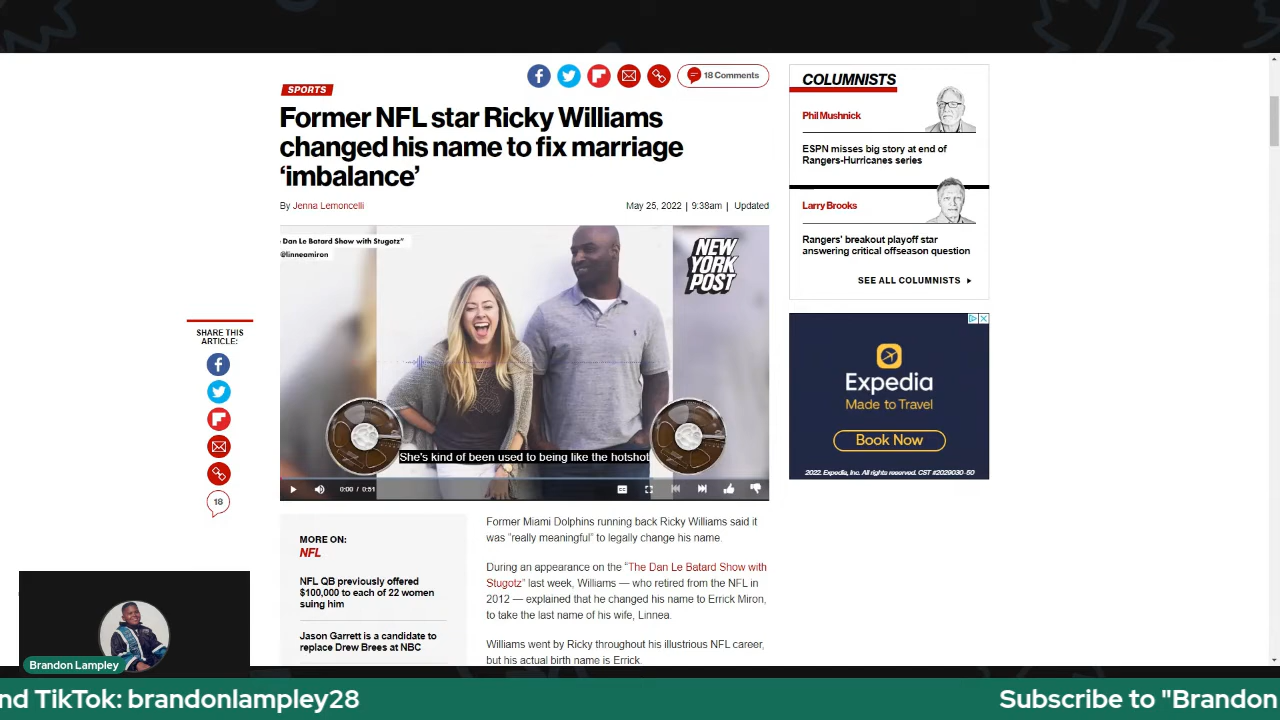 18 Comments
SPORTS
Former NFL star Ricky Williams
changed his name to fix marriage
‘imbalance’
By Jenna Lemoncelli
May 25, 2022 | 9:38am | Updated
Dan Le Batard Show with Stugotz"
@linneamiron
NEW
YORK
POST
She's kind of been used to being like the hotshot
0:00 / 0:51
CC
SHARE THIS
ARTICLE:
18
MORE ON:
NFL
NFL QB previously offered
$100,000 to each of 22 women
suing him
Jason Garrett is a candidate to
replace Drew Brees at NBC
Former Miami Dolphins running back Ricky Williams said it
was “really meaningful” to legally change his name.
During an appearance on the “The Dan Le Batard Show with
Stugotz” last week, Williams — who retired from the NFL in
2012 — explained that he changed his name to Errick Miron,
to take the last name of his wife, Linnea.
Williams went by Ricky throughout his illustrious NFL career,
but his actual birth name is Errick.
COLUMNISTS
Phil Mushnick
ESPN misses big story at end of
Rangers-Hurricanes series
Larry Brooks
Rangers' breakout playoff star
answering critical offseason question
SEE ALL COLUMNISTS
Expedia
Made to Travel
Book Now
2022 Expedia, Inc. All rights reserved. CST #2029030-50
Brandon Lampley
nd TikTok: brandonlampley28
Subscribe to "Brandon